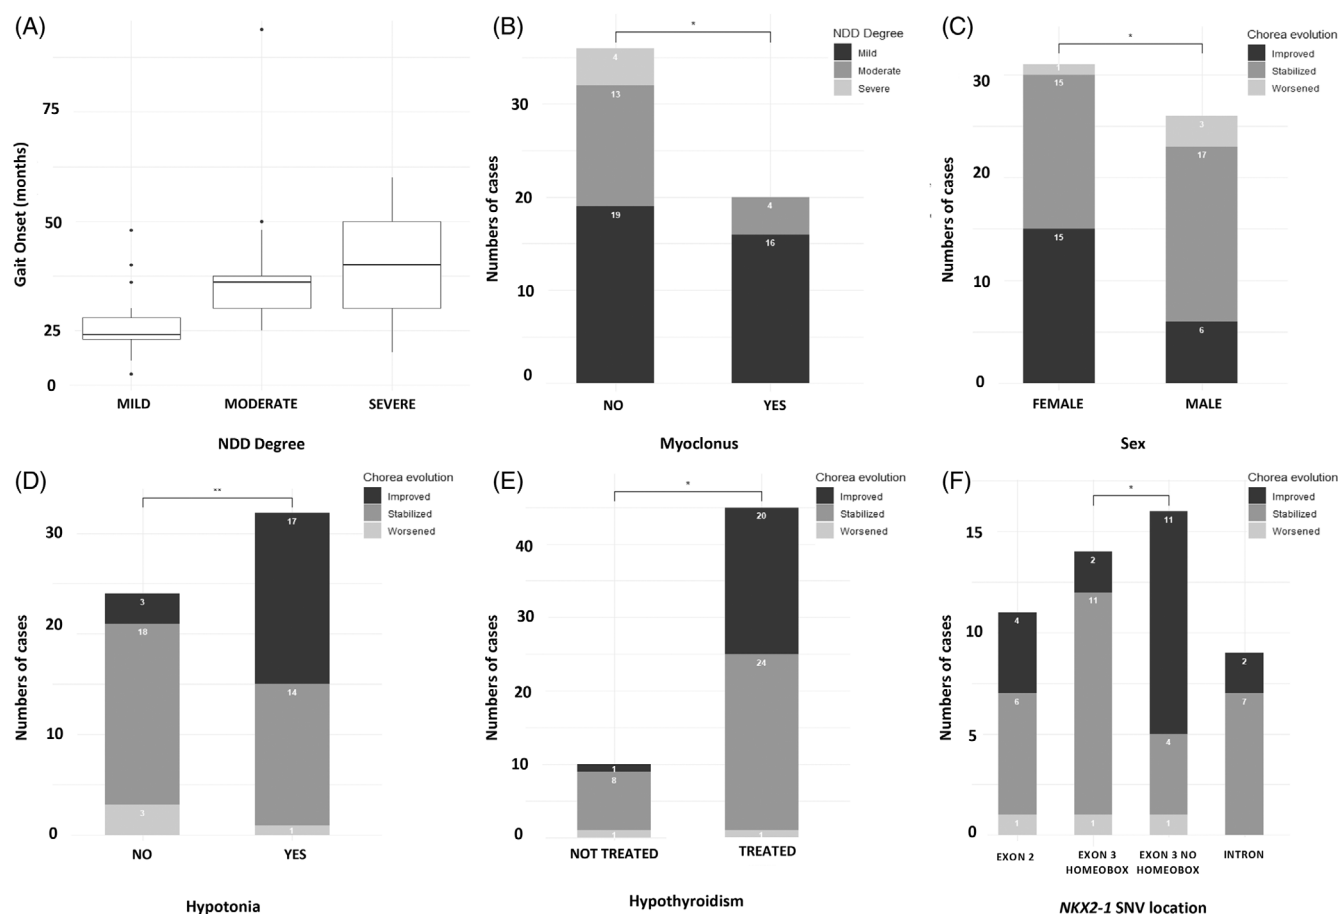 (A)
75
50
25
0
Gait Onset (months)
MILD
MODERATE
SEVERE
NDD Degree
(B)
*
NDD Degree
Mild
Moderate
Severe
30
20
10
0
Numbers of cases
4
13
19
4
16
NO
YES
Myoclonus
(C)
*
Chorea evolution
Improved
Stabilized
Worsened
30
20
10
0
Numbers of cases
1
15
15
3
17
6
FEMALE
MALE
Sex
(D)
**
Chorea evolution
Improved
Stabilized
Worsened
30
20
10
0
Numbers of cases
3
18
3
17
14
1
NO
YES
Hypotonia
(E)
*
Chorea evolution
Improved
Stabilized
Worsened
40
30
20
10
0
Numbers of cases
1
8
1
20
24
1
NOT TREATED
TREATED
Hypothyroidism
(F)
*
Chorea evolution
Improved
Stabilized
Worsened
15
10
5
0
Numbers of cases
4
6
1
2
11
1
11
4
1
2
7
EXON 2
EXON 3
HOMEOBOX
EXON 3 NO
HOMEOBOX
INTRON
NKX2-1 SNV location